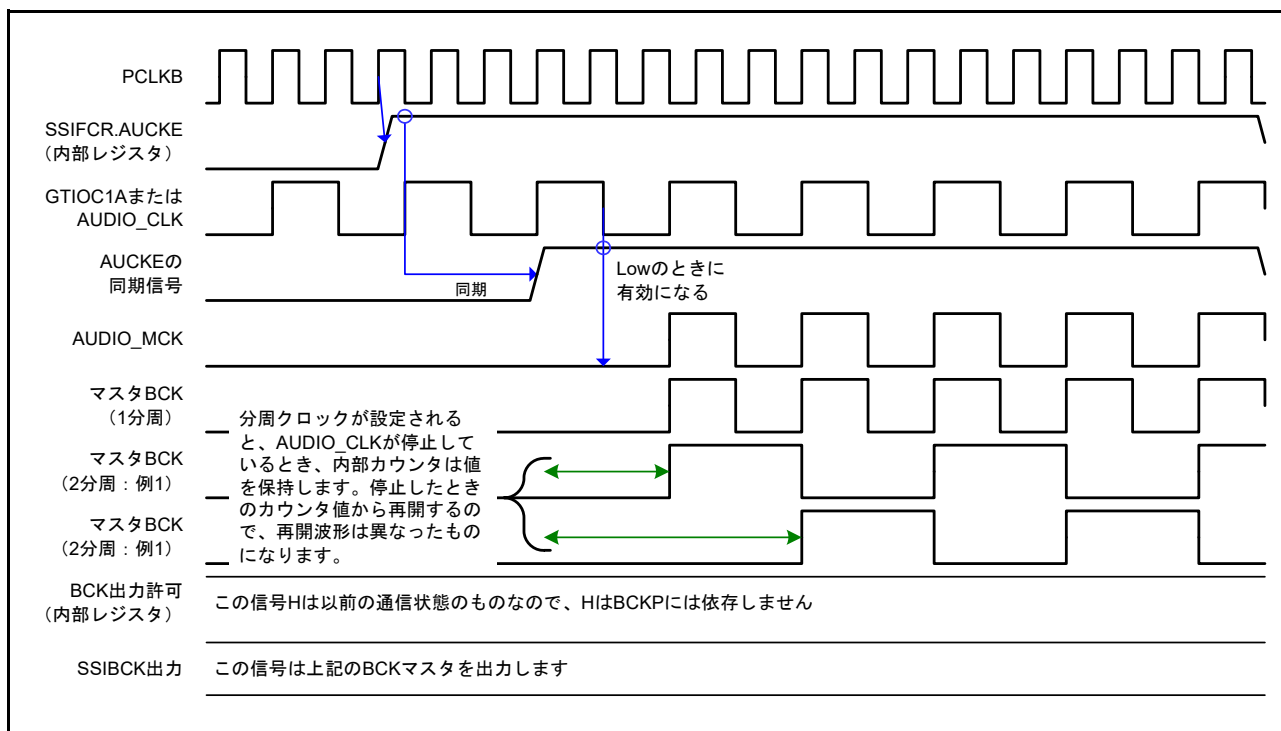 PCLKB
SSIFCR.AUCKE
（内部レジスタ）
GTIOC1Aまたは
AUDIO_CLK
AUCKEの
同期信号
同期
Lowのときに
有効になる
AUDIO_MCK
マスタBCK
（1分周）
分周クロックが設定される
と、AUDIO_CLKが停止して
いるとき、内部カウンタは値
を保持します。停止したとき
のカウンタ値から再開するの
で、再開波形は異なったもの
になります。
マスタBCK
（2分周：例1）
マスタBCK
（2分周：例1）
BCK出力許可
（内部レジスタ）
この信号Hは以前の通信状態のものなので、HはBCKPには依存しません
SSIBCK出力
この信号は上記のBCKマスタを出力します